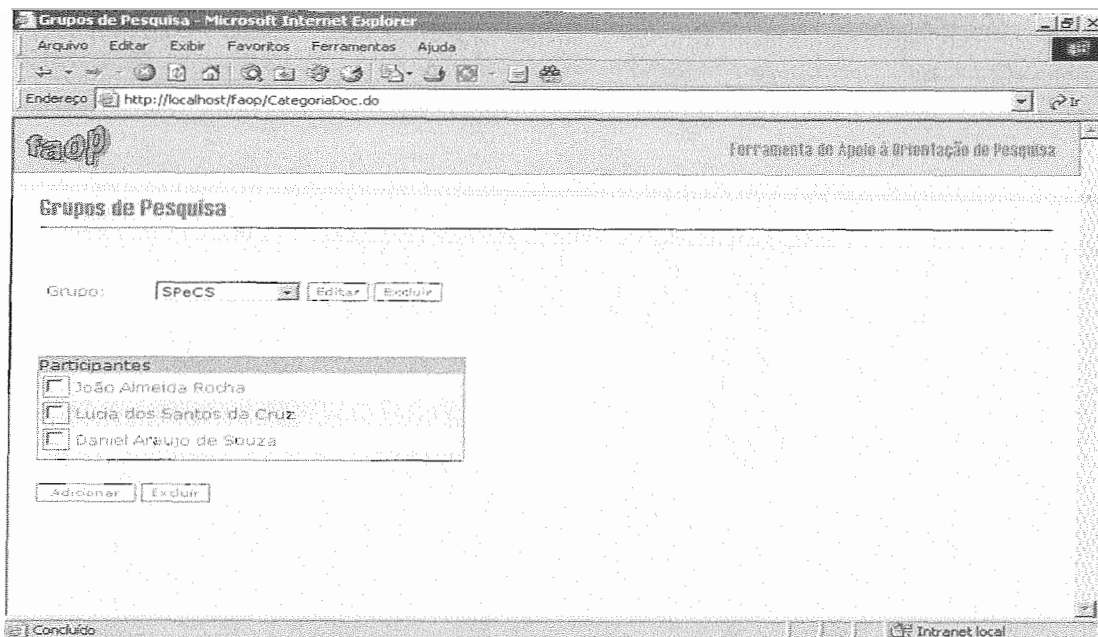 Grupos de Pesquisa - Microsoft Internet Explorer
Arquivo Editar Exibir Favoritos Ferramentas Ajuda
Endereço http://localhost/faop/CategoriaDoc.do Ir
faop Ferramenta de Apoio à Orientação de Pesquisa
Grupos de Pesquisa
Grupo: SPeCS Editar Excluir
Participantes
João Almeida Rocha
Lucia dos Santos da Cruz
Daniel Araujo de Souza
Adicionar Excluir
Concluído Intranet local